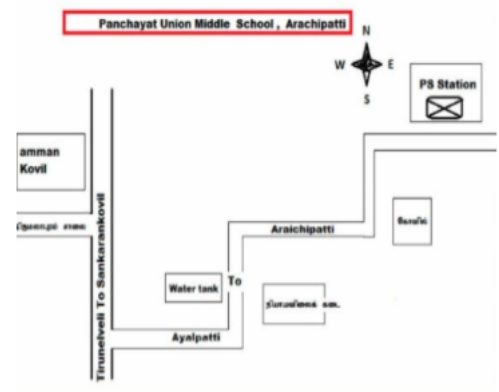 Panchayat Union Middle School, Arachipatti
N
W E
S
PS Station
amman
Kovil
Araichipatti
Water tank
To
Ayalpatti
Tirunelveli To Sankarankovil